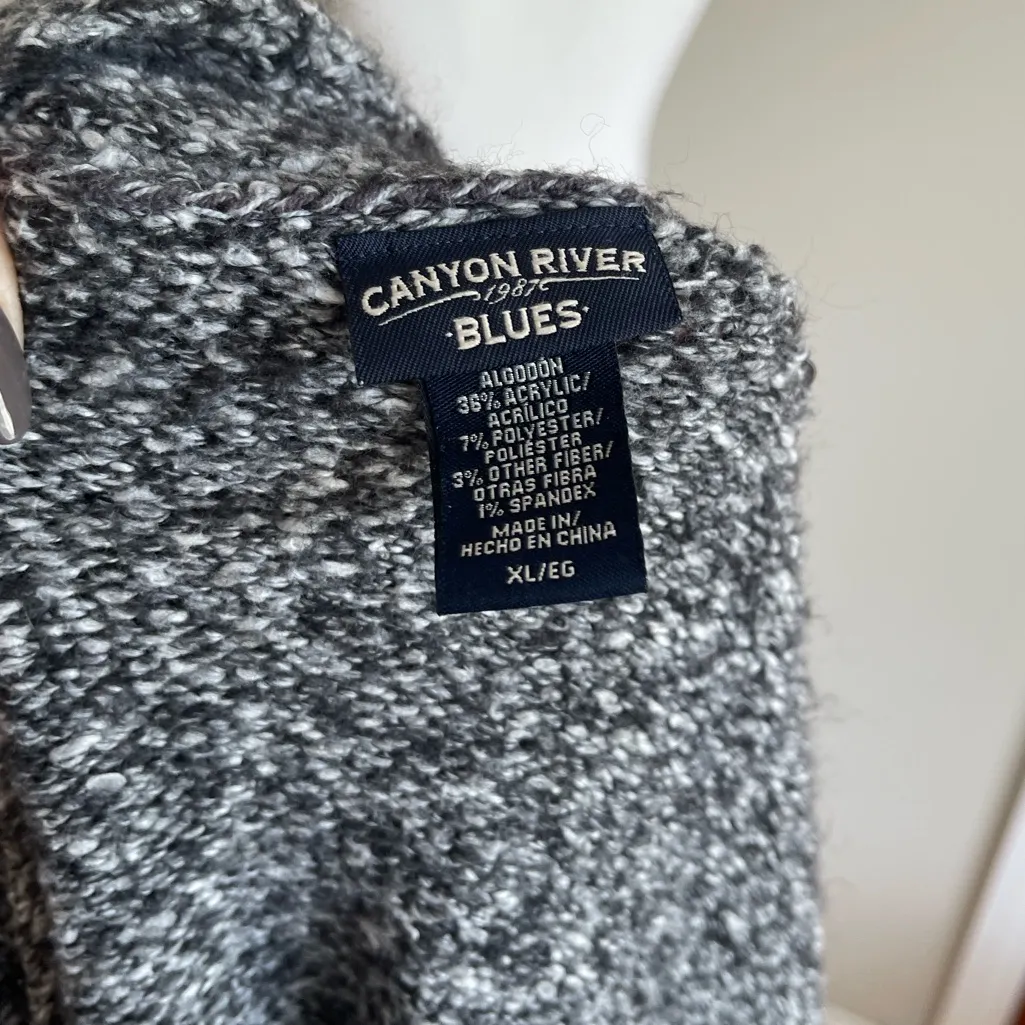 CANYON RIVER
1987
·BLUES·
ALGODÓN
36% ACRYLIC/
ACRÍLICO
7% POLYESTER/
POLIÉSTER
3% OTHER FIBER/
OTRAS FIBRA
1% SPANDEX
MADE IN/
HECHO EN CHINA
XL/EG